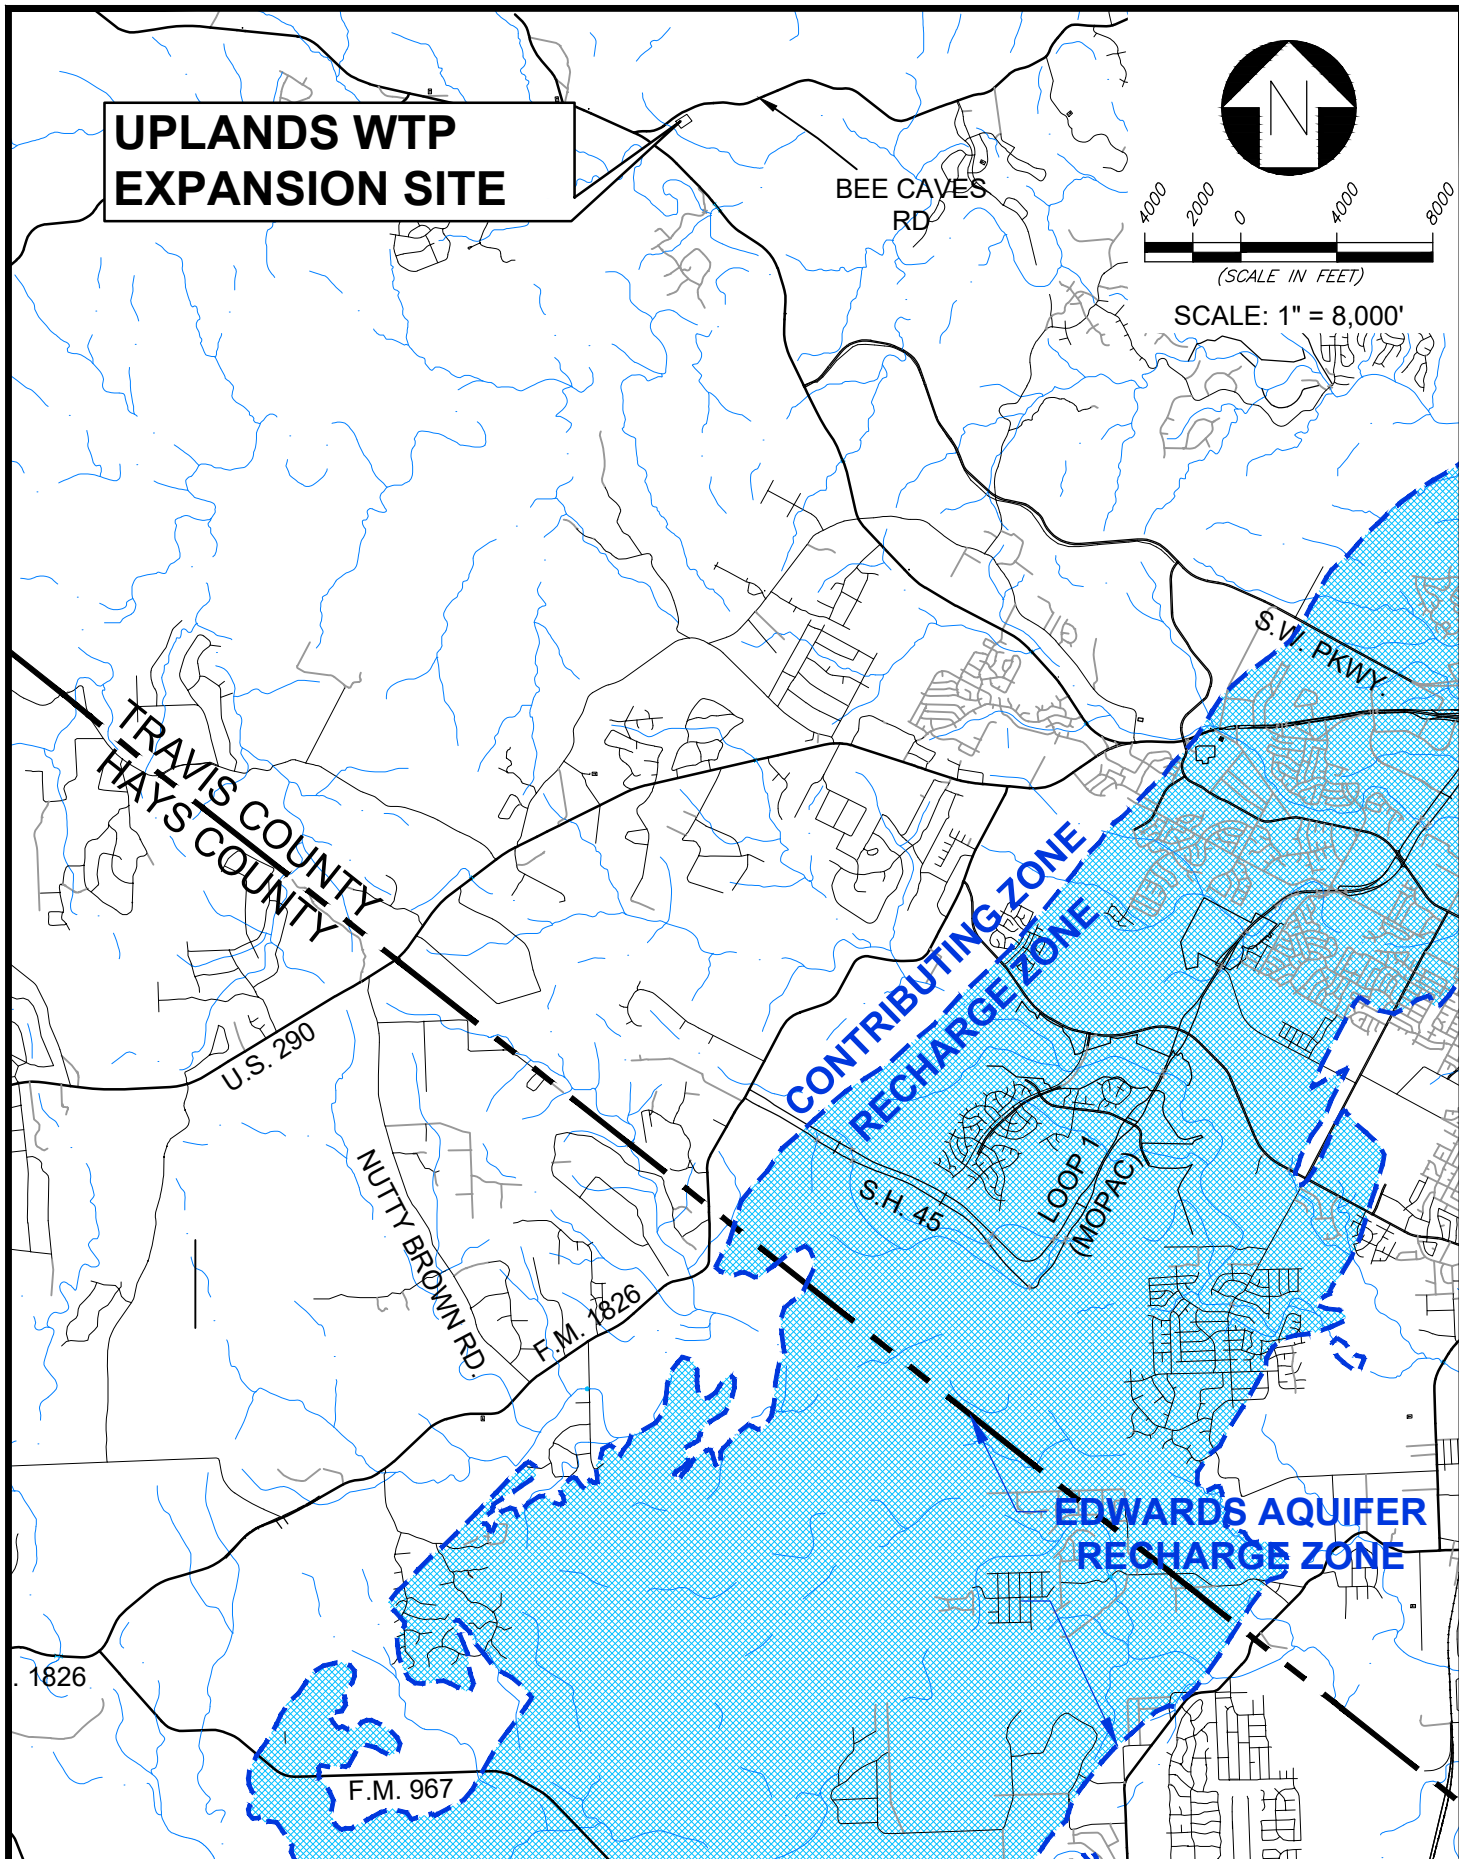 UPLANDS WTP
EXPANSION SITE
BEE CAVES
RD
N
4000
2000
0
4000
8000
(SCALE IN FEET)
SCALE: 1" = 8,000'
S.W. PKWY.
TRAVIS COUNTY
HAYS COUNTY
CONTRIBUTING ZONE
RECHARGE ZONE
U.S. 290
NUTTY BROWN RD.
S.H. 45
LOOP 1
(MOPAC)
F.M. 1826
EDWARDS AQUIFER
RECHARGE ZONE
. 1826
F.M. 967